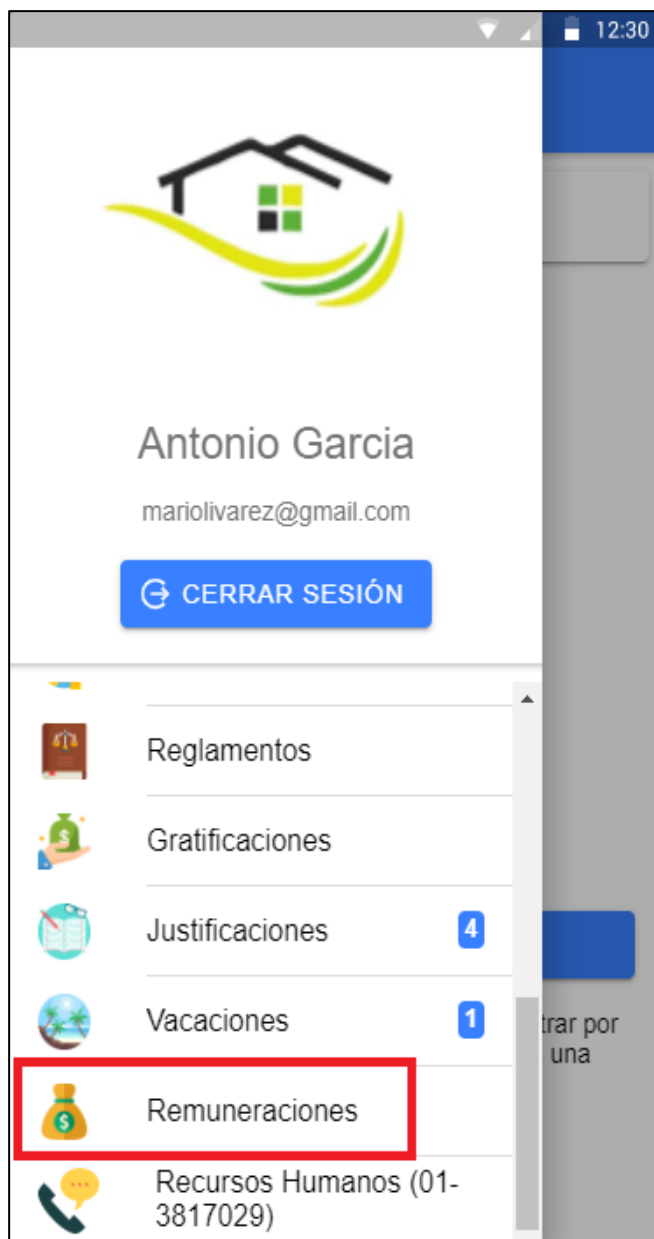 12:30
Antonio Garcia
mariolivarez@gmail.com
CERRAR SESIÓN
Reglamentos
Gratificaciones
Justificaciones 4
Vacaciones 1
trar por
una
Remuneraciones
Recursos Humanos (01-
3817029)